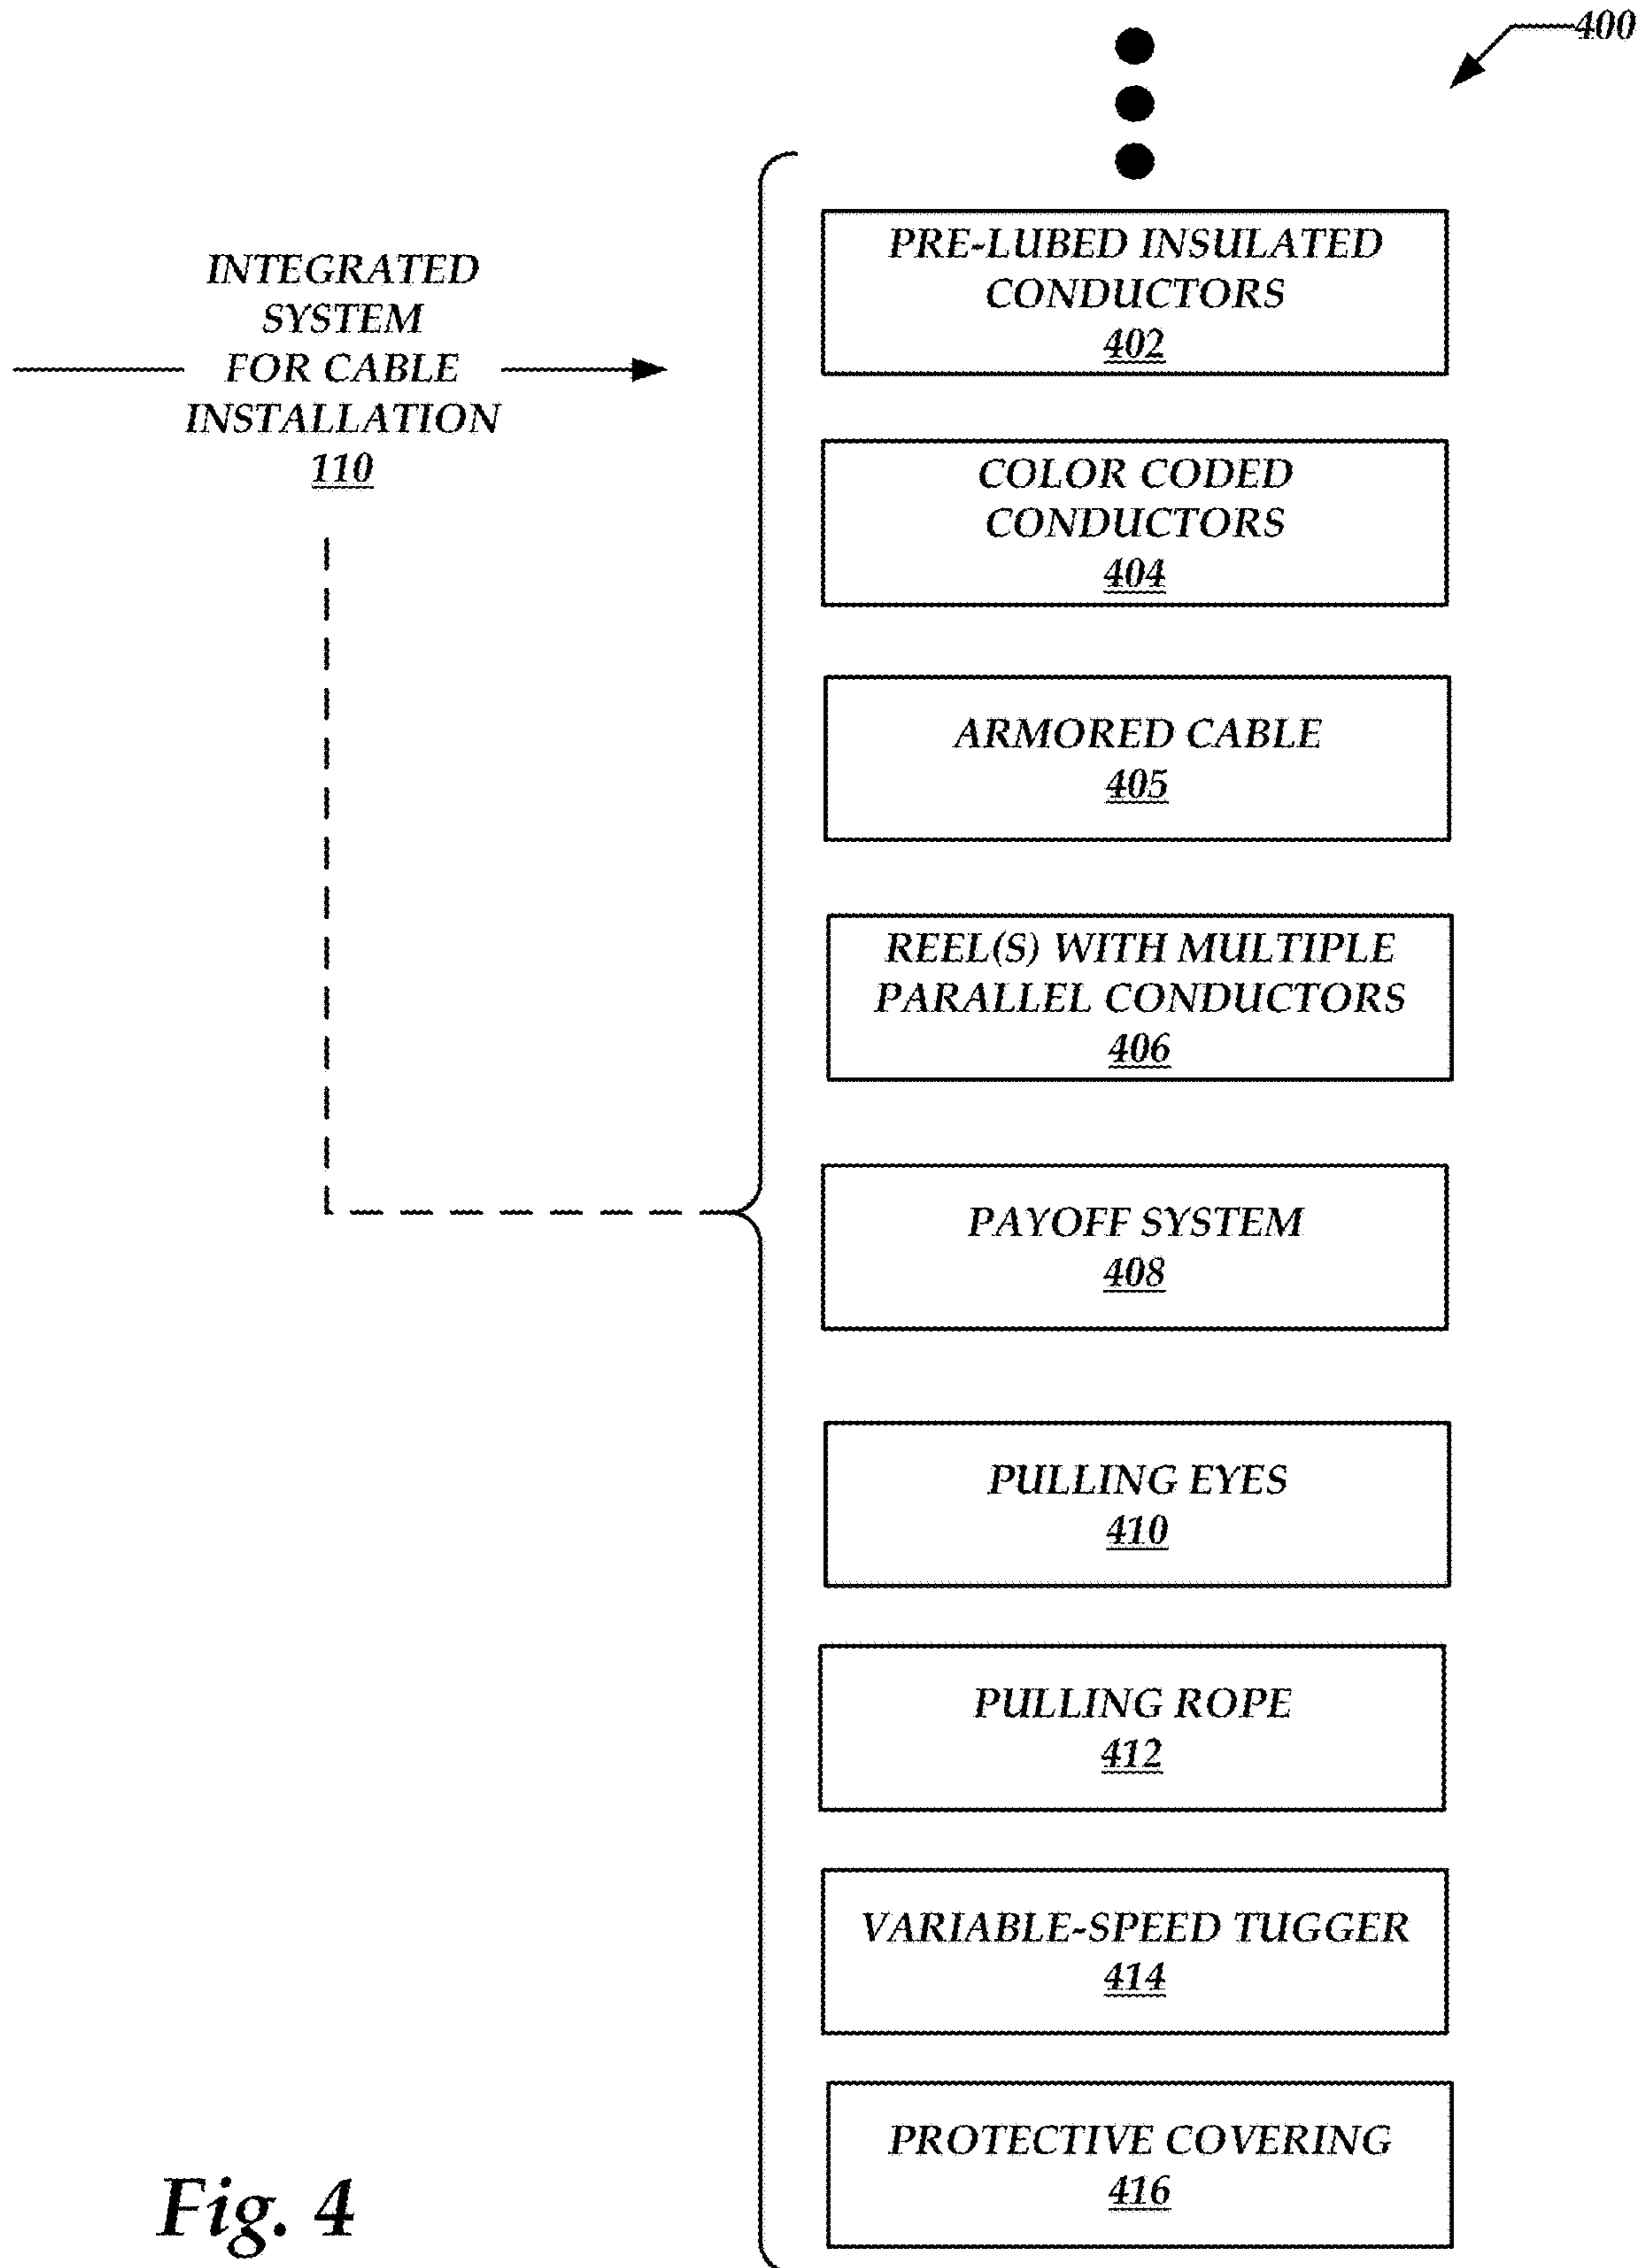 400
INTEGRATED
SYSTEM
FOR CABLE
INSTALLATION
110
PRE-LUBED INSULATED
CONDUCTORS
402
COLOR CODED
CONDUCTORS
404
ARMORED CABLE
405
REEL(S) WITH MULTIPLE
PARALLEL CONDUCTORS
406
PAYOFF SYSTEM
408
PULLING EYES
410
PULLING ROPE
412
VARIABLE-SPEED TUGGER
414
PROTECTIVE COVERING
416
Fig. 4